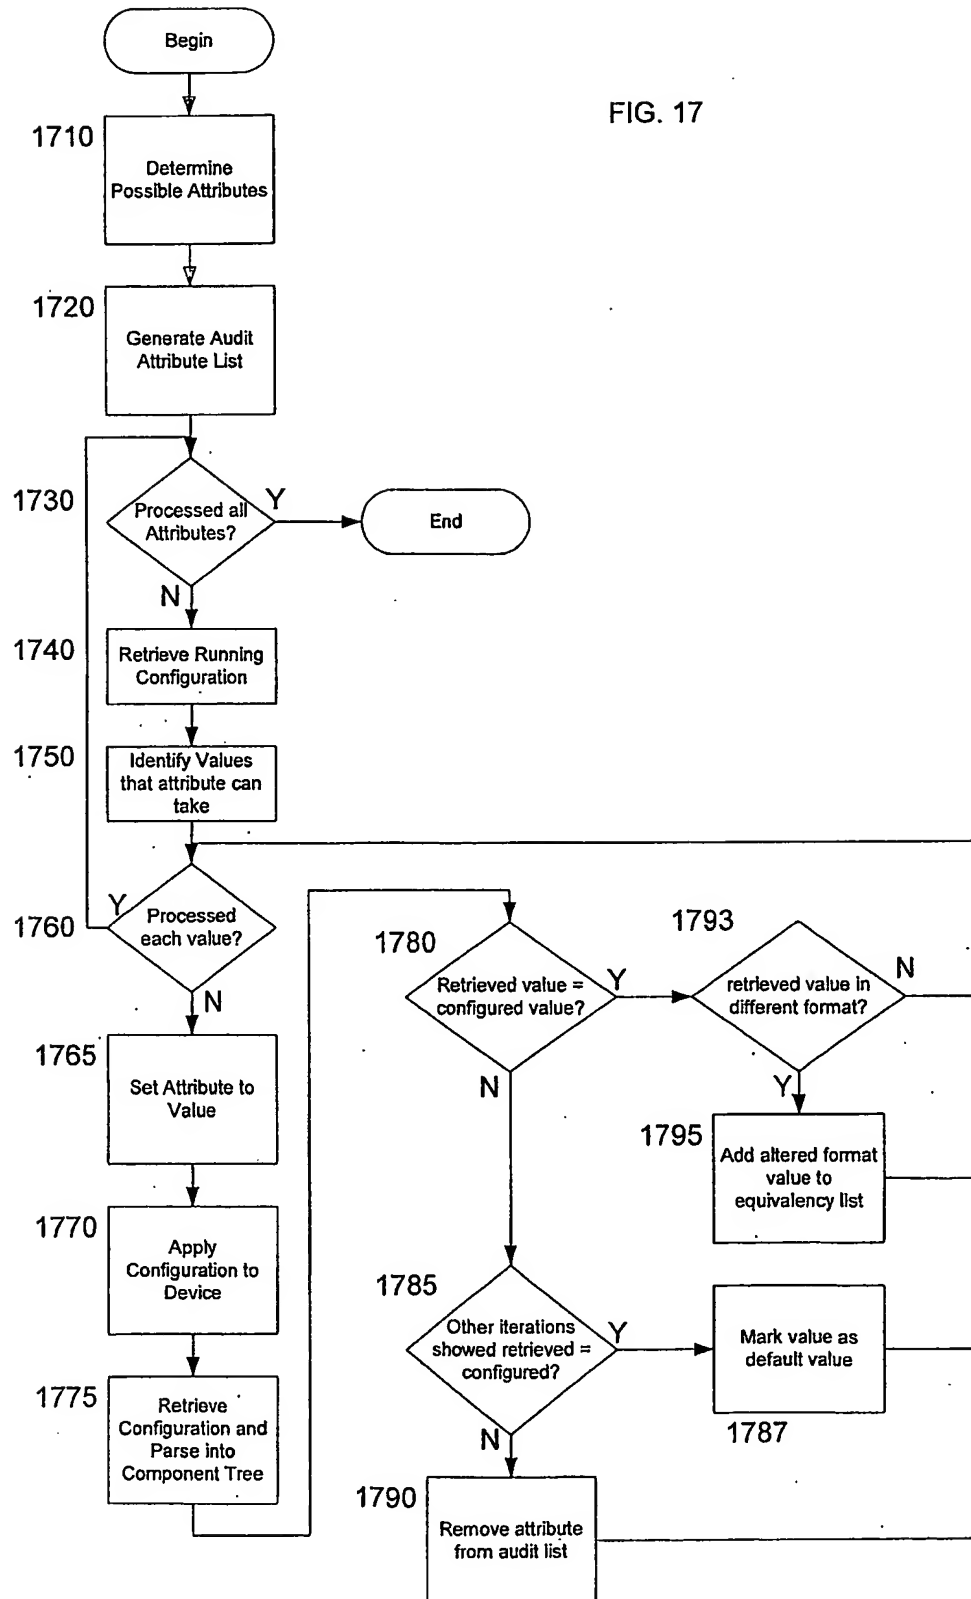 Begin
FIG. 17
1710
Determine
Possible Attributes
1720
Generate Audit
Attribute List
1730
Processed all
Attributes?
Y
End
N
1740
Retrieve Running
Configuration
1750
Identify Values
that attribute can
take
1760
Y
Processed
each value?
N
1765
Set Attribute to
Value
1770
Apply
Configuration to
Device
1775
Retrieve
Configuration and
Parse into
Component Tree
1780
Retrieved value =
configured value?
Y
N
1793
retrieved value in
different format?
N
Y
1795
Add altered format
value to
equivalency list
1785
Other iterations
showed retrieved =
configured?
Y
N
Mark value as
default value
1787
1790
Remove attribute
from audit list